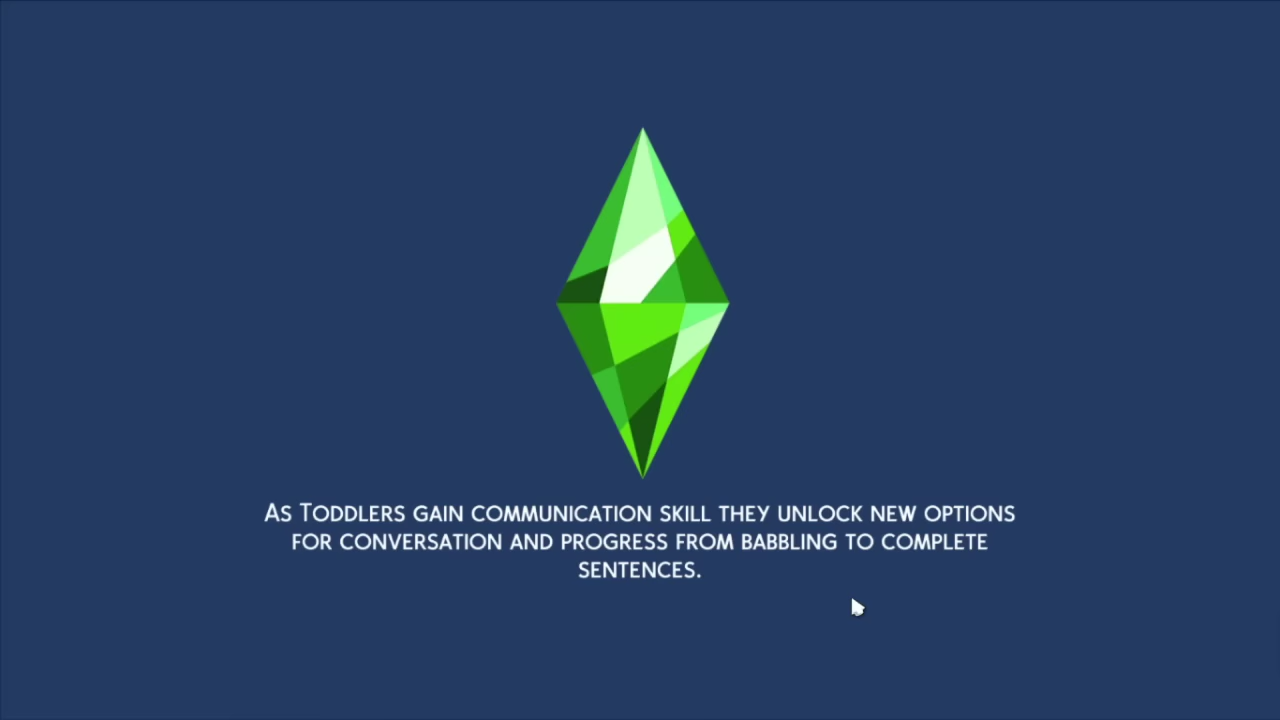 As Toddlers gain communication skill they unlock new options
for conversation and progress from babbling to complete
sentences.